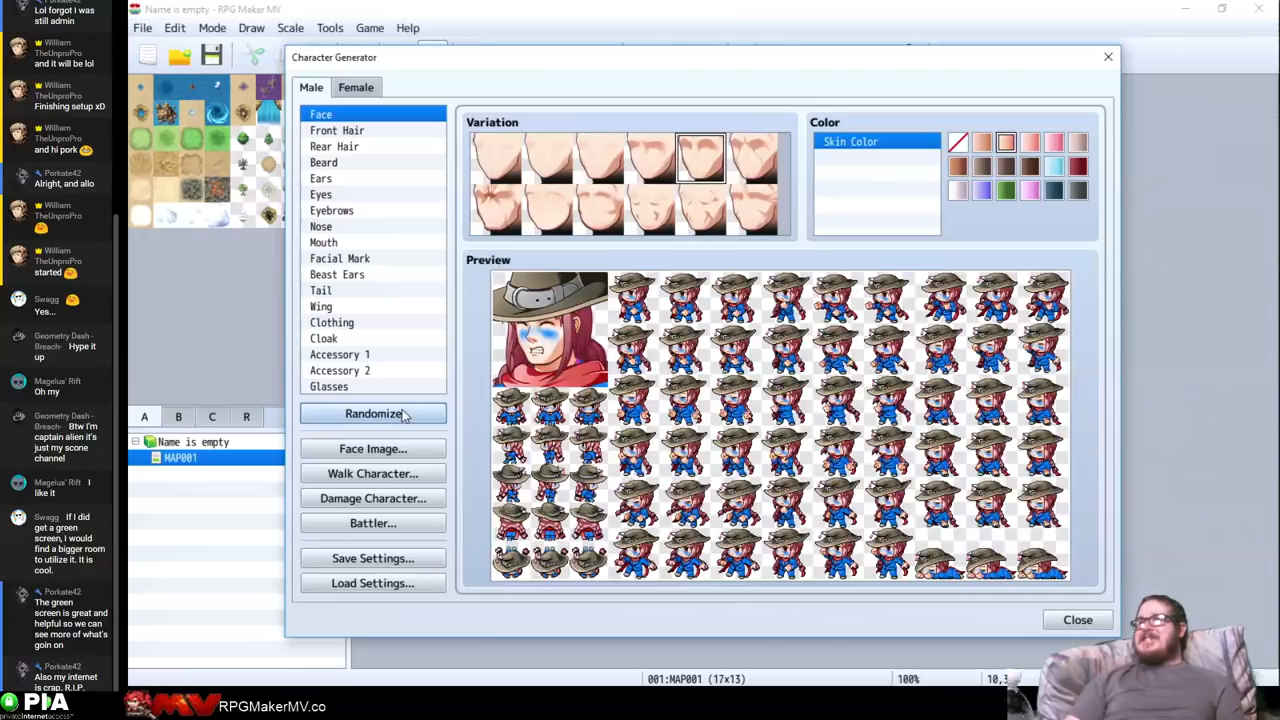 Porkate42
Lol forgot I was
still admin
William
TheUnproPro
and it will be lol
William
TheUnproPro
Finishing setup xD
William
TheUnproPro
and hi pork
Porkate42
Alright, and allo
William
TheUnproPro
William
TheUnproPro
started
Swagg
Yes...
Geometry Dash -
Breach- Hype it
up
Magelus' Rift
Oh my
Geometry Dash -
Breach- Btw I'm
captain alien it's
just my scone
channel
Magelus' Rift I
like it
Swagg If I did
get a green
screen, I would
find a bigger room
to utilize it. It is
cool.
Porkate42
The green
screen is great and
helpful so we can
see more of what's
goin on
Porkate42
Also my internet
is crap. R.I.P.
PIA
privateinternetaccess
RPGMakerMV.co
Name is empty - RPG Maker MV
File Edit Mode Draw Scale Tools Game Help
A B C R
Name is empty
MAP001
Character Generator
Male Female
Face
Front Hair
Rear Hair
Beard
Ears
Eyes
Eyebrows
Nose
Mouth
Facial Mark
Beast Ears
Tail
Wing
Clothing
Cloak
Accessory 1
Accessory 2
Glasses
Randomize
Face Image...
Walk Character...
Damage Character...
Battler...
Save Settings...
Load Settings...
Variation
Color
Skin Color
Preview
Close
001:MAP001 (17x13) 100% 10,3